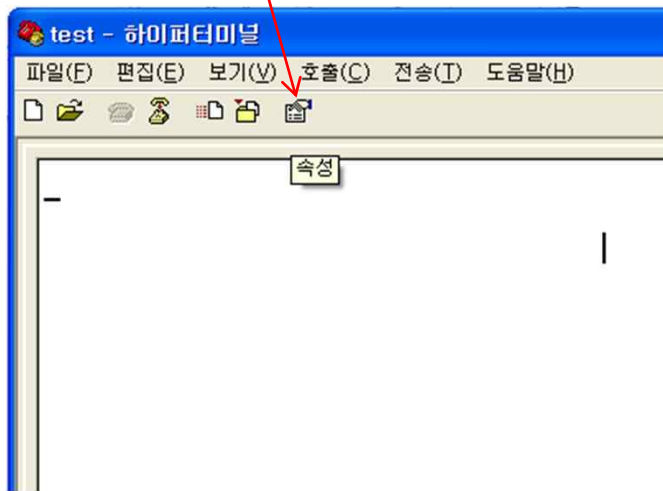 test - 하이퍼터미널
파일(F) 편집(E) 보기(V) 호출(C) 전송(T) 도움말(H)
속성